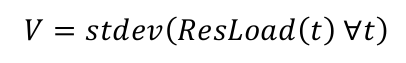 V = stdev(ResLoad(t) ∀t)